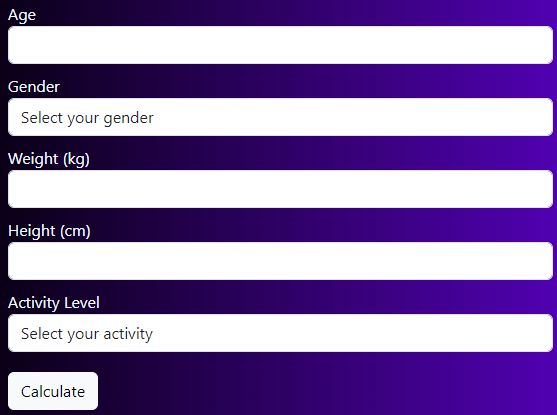 Age
Gender
Select your gender
Weight (kg)
Height (cm)
Activity Level
Select your activity
Calculate